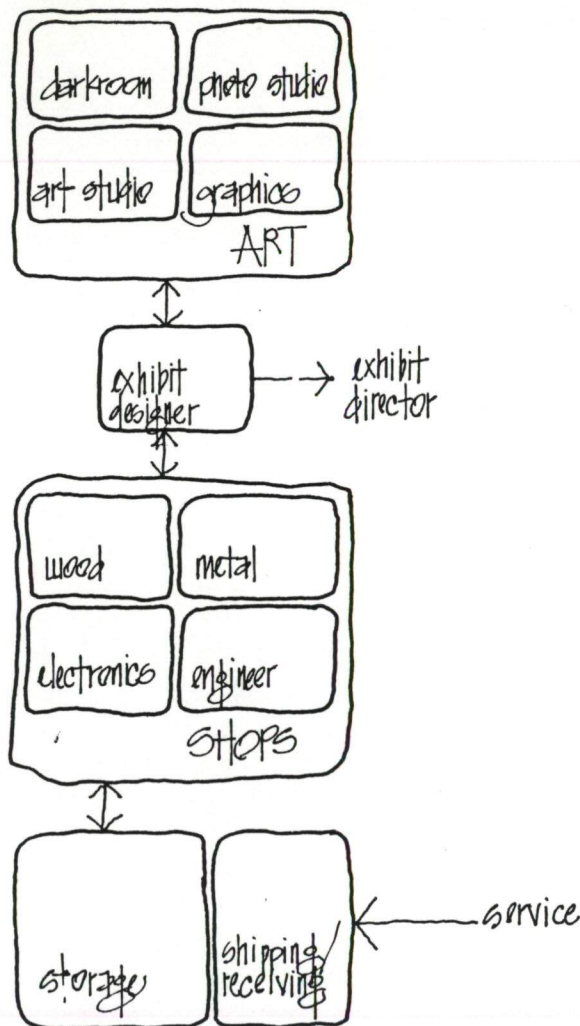 darkroom
photo studio
art studio
graphics
ART
exhibit
designer
exhibit
director
wood
metal
electronics
engineer
SHOPS
storage
shipping/
receiving
service